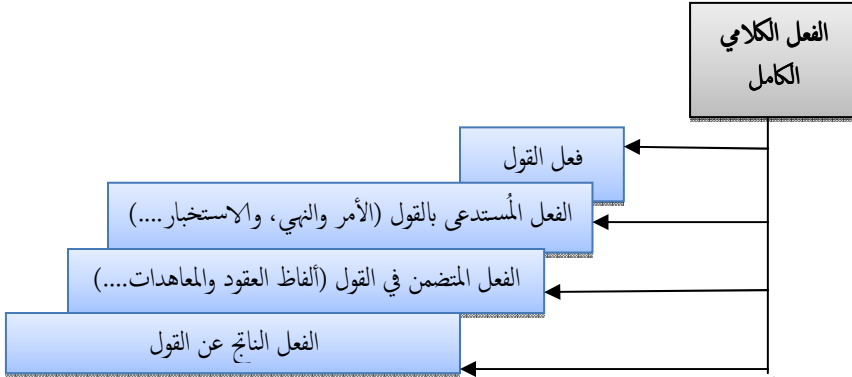 الفعل الكلامي
الكامل
فعل القول
الفعل المُستدعى بالقول (الأمر والنهي، والاستخبار....)
الفعل المتضمن في القول (ألفاظ العقود والمعاهدات....)
الفعل الناتج عن القول